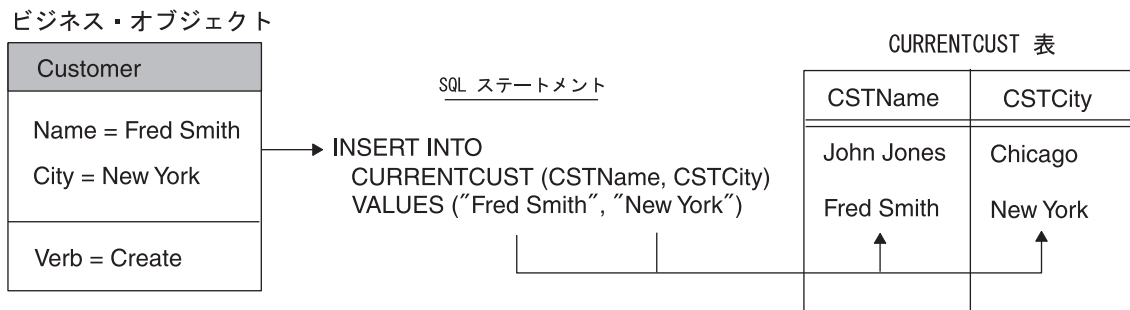 ビジネス・オブジェクト
Customer
Name = Fred Smith
City = New York
Verb = Create
SQL ステートメント
INSERT INTO
CURRENTCUST (CSTName, CSTCity)
VALUES (″Fred Smith″, ″New York″)
CURRENTCUST 表
CSTName CSTCity
John Jones Chicago
Fred Smith New York